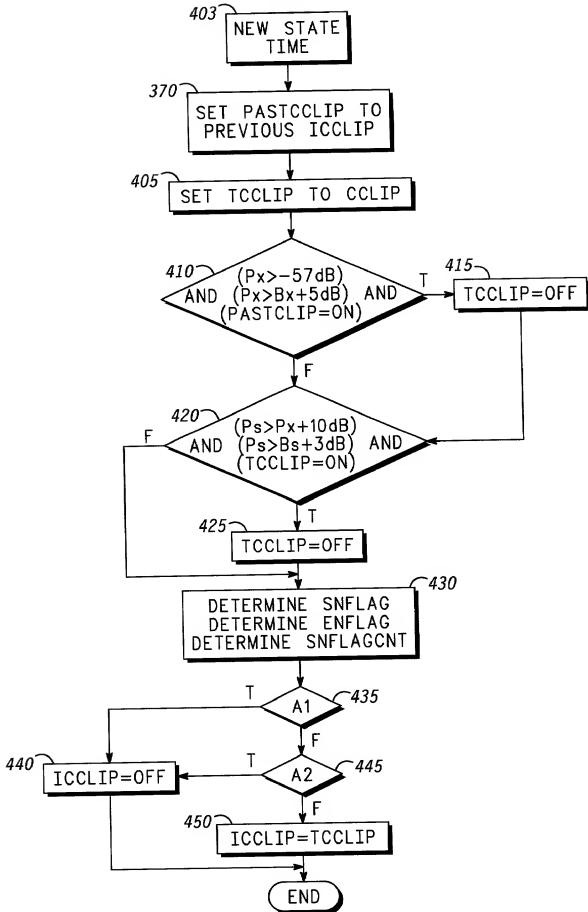 403
NEW STATE
TIME
370
SET PASTCCLIP TO
PREVIOUS ICCLIP
405
SET TCCLIP TO CCLIP
410
(Px>-57dB)
AND (Px>Bx+5dB) AND
(PASTCLIP=ON)
T
415
TCCLIP=OFF
F
420
(Ps>Px+10dB)
F
AND (Ps>Bs+3dB) AND
(TCCLIP=ON)
T
425
TCCLIP=OFF
430
DETERMINE SNFLAG
DETERMINE ENFLAG
DETERMINE SNFLAGCNT
T
A1
435
F
440
ICCLIP=OFF
T
A2
445
F
450
ICCLIP=TCCLIP
END